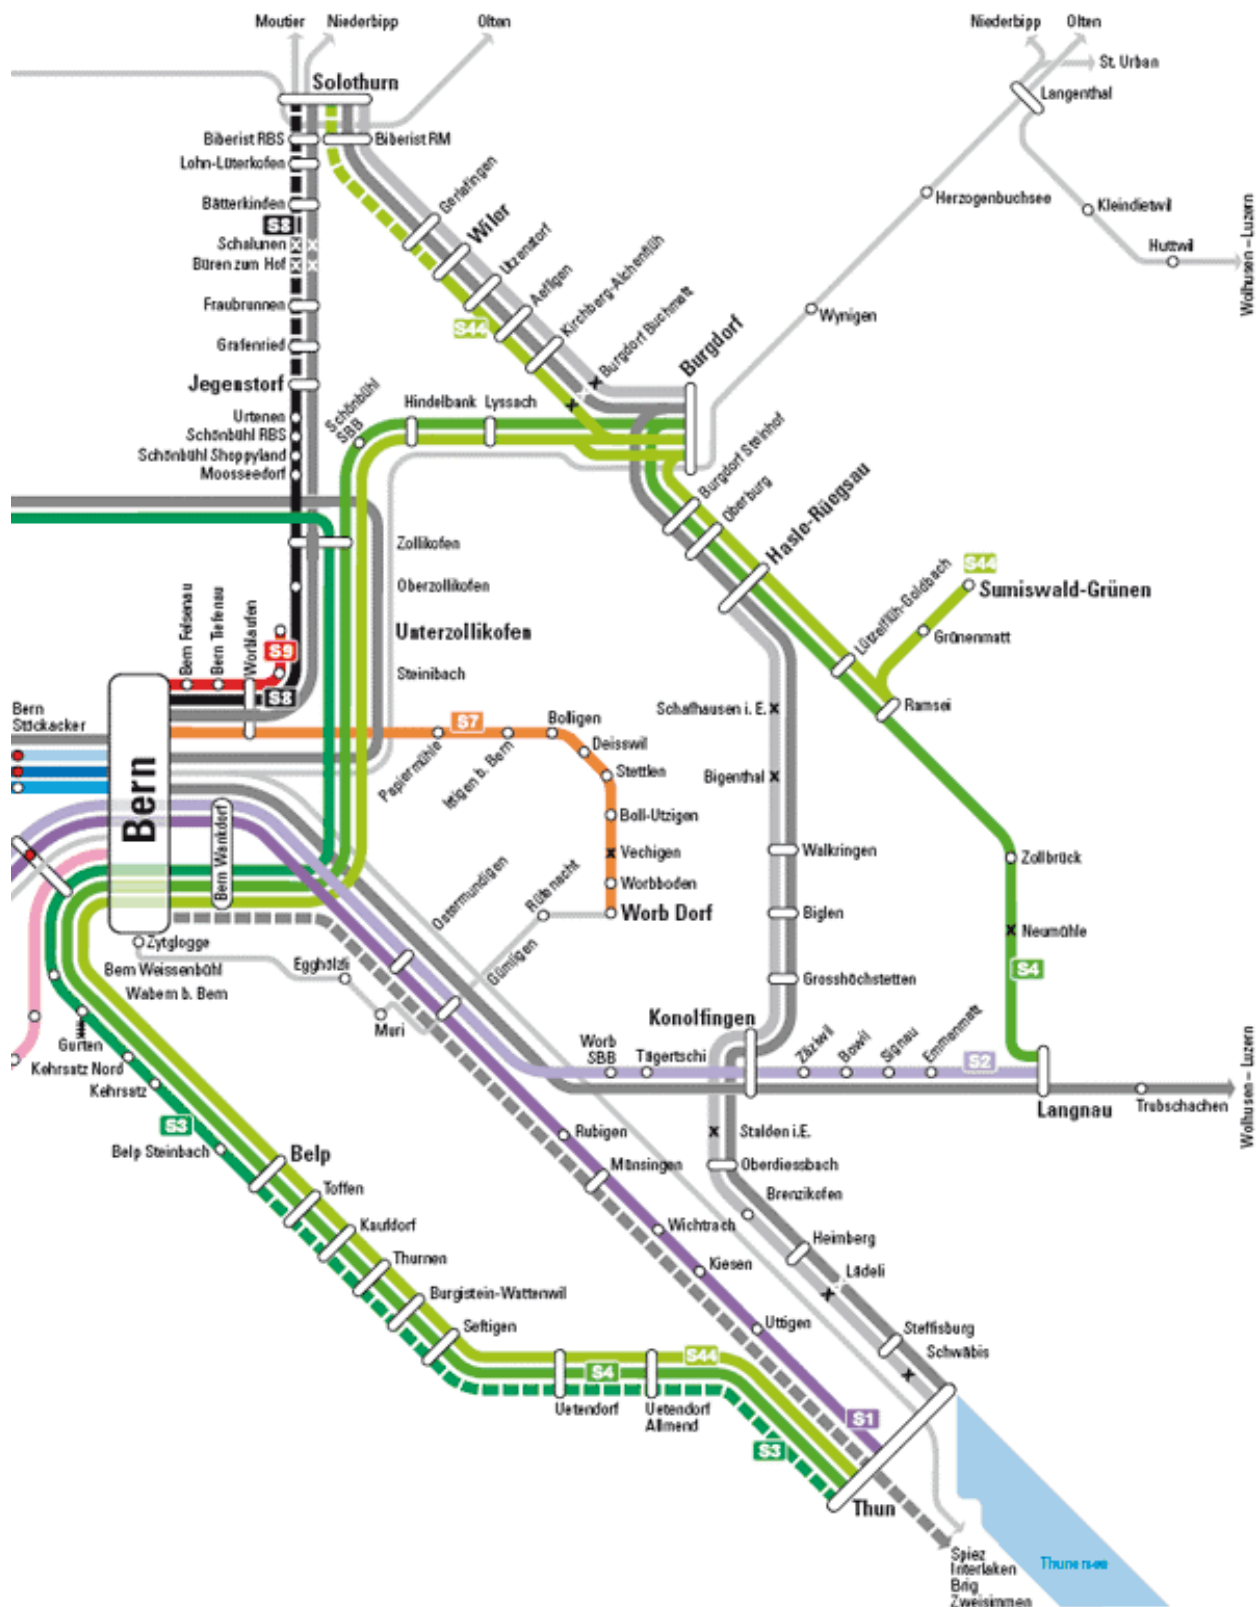 Moutier
Niederbipp
Olten
Niederbipp
Olten
St. Urban
Solothurn
Langenthal
Biberist RBS
Biberist RM
Lohn-Lüterkofen
Bätterkinden
S8
Schalunen
Büren zum Hof
Fraubrunnen
Grafenried
Jegenstorf
Urtenen
Schönbühl RBS
Schönbühl Shoppyland
Moosseedorf
Gerlafingen
Wiler
Utzenstorf
Aefligen
Kirchberg-Alchenflüh
Burgdorf Buchmatt
S44
Burgdorf
Herzogenbuchsee
Kleindietwil
Huttwil
Wolhusen – Luzern
Wynigen
Schönbühl
SBB
Hindelbank
Lyssach
Burgdorf Steinhof
Oberburg
Hasle-Rüegsau
Zollikofen
Oberzollikofen
Unterzollikofen
Steinibach
S44
Sumiswald-Grünen
Lützelflüh-Goldbach
Grünenmatt
Ramsei
Bern Felsenau
Bern Tiefenau
Worblaufen
S9
S8
Bern
Stöckacker
Bern
S7
Papiermühle
Ittigen b. Bern
Bolligen
Deisswil
Stettlen
Boll-Utzigen
Vechigen
Worbboden
Worb Dorf
Schafhausen i. E.
Bigenthal
Walkringen
Biglen
Grosshöchstetten
Zollbrück
Neumühle
S4
Bern Wankdorf
Ostermundigen
Rüfenacht
Gümligen
Zytglogge
Bern Weissenbühl
Wabern b. Bern
Egghölzli
Muri
Gurten
Kehrsatz Nord
Kehrsatz
S3
Belp Steinbach
Konolfingen
Worb
SBB
Tägertschi
Zäziwil
Bowil
Signau
Emmenmatt
S2
Langnau
Trubschachen
Wolhusen – Luzern
Stalden i.E.
Oberdiessbach
Brenzikofen
Heimberg
Lädeli
Steffisburg
Schwäbis
Rubigen
Münsingen
Wichtrach
Kiesen
Uttigen
Belp
Toffen
Kaufdorf
Thurnen
Burgistein-Wattenwil
Seftigen
S44
S4
Uetendorf
Uetendorf
Allmend
S3
S1
Thun
Spiez
Interlaken
Brig
Zweisimmen
Thunersee